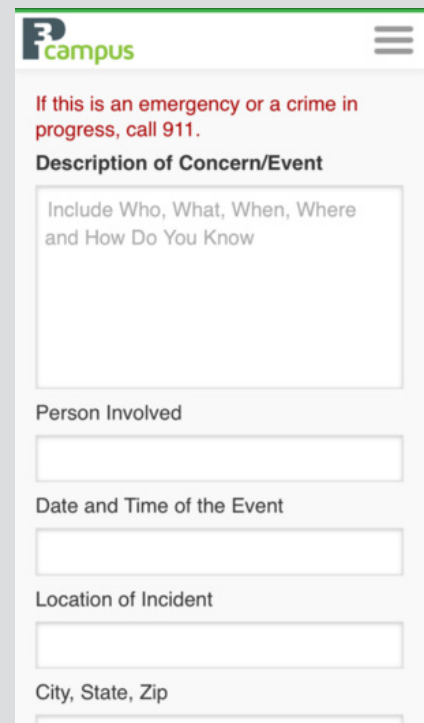 P3
campus
If this is an emergency or a crime in
progress, call 911.
Description of Concern/Event
Include Who, What, When, Where
and How Do You Know
Person Involved
Date and Time of the Event
Location of Incident
City, State, Zip